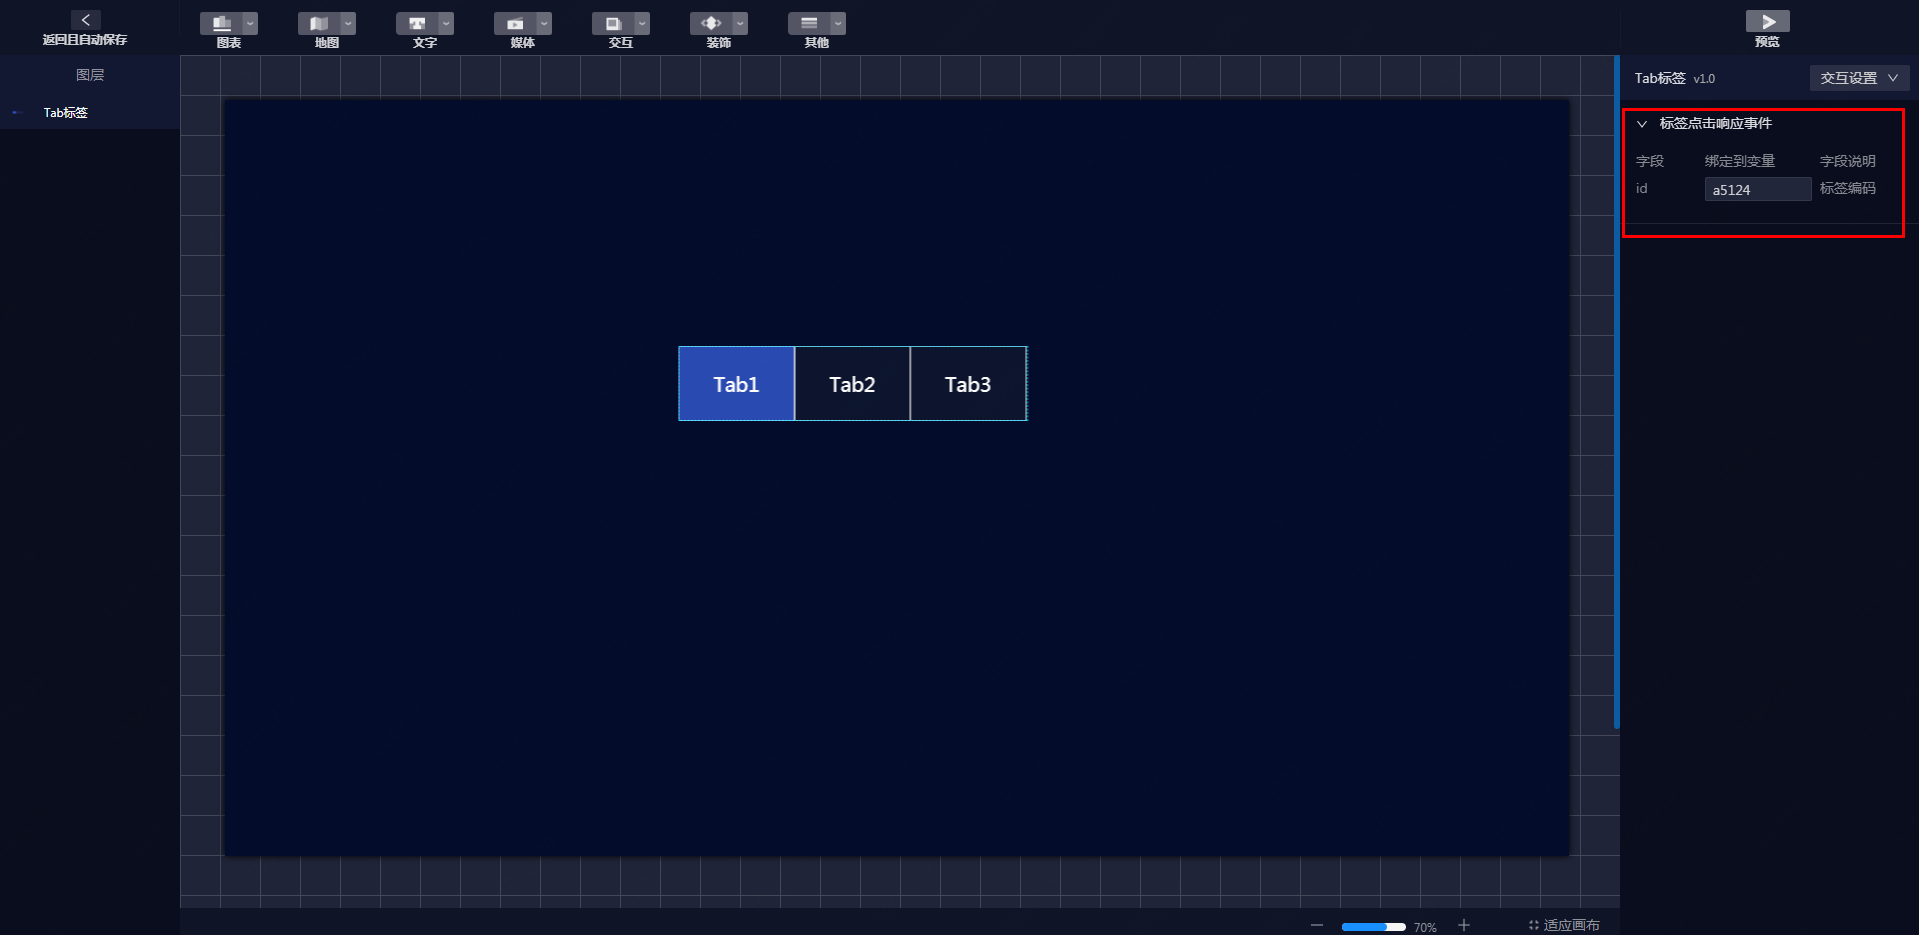 返回且自动保存
图表
地图
文字
媒体
交互
装饰
其他
预览
图层
Tab标签
Tab1
Tab2
Tab3
Tab标签 v1.0
交互设置
标签点击响应事件
字段 绑定到变量 字段说明
id a5124 标签编码
70%
适应画布